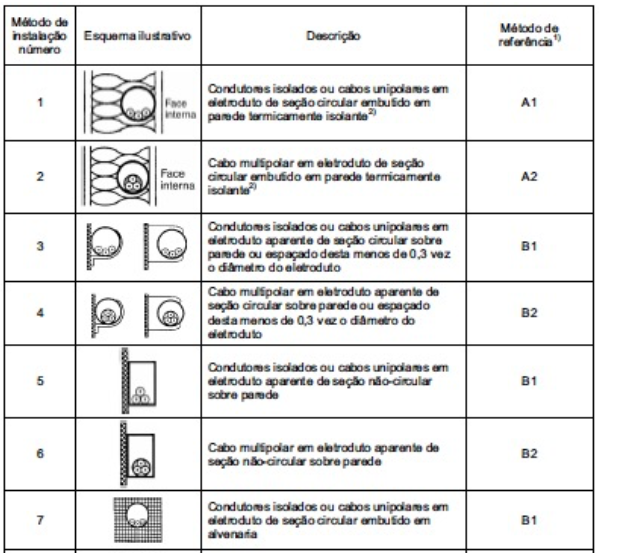 Método de
instalação
número
Esquema ilustrativo
Descrição
Método de
referência1)
1
Face
interna
Condutores isolados ou cabos unipolares em
eletroduto de seção circular embutido em
parede termicamente isolante2)
A1
2
Face
interna
Cabo multipolar em eletroduto de seção
circular embutido em parede termicamente
isolante2)
A2
3
Condutores isolados ou cabos unipolares em
eletroduto aparente de seção circular sobre
parede ou espaçado desta menos de 0,3 vez
o diâmetro do eletroduto
B1
4
Cabo multipolar em eletroduto aparente de
seção circular sobre parede ou espaçado
desta menos de 0,3 vez o diâmetro do
eletroduto
B2
5
Condutores isolados ou cabos unipolares em
eletroduto aparente de seção não-circular
sobre parede
B1
6
Cabo multipolar em eletroduto aparente de
seção não-circular sobre parede
B2
7
Condutores isolados ou cabos unipolares em
eletroduto de seção circular embutido em
alvenaria
B1